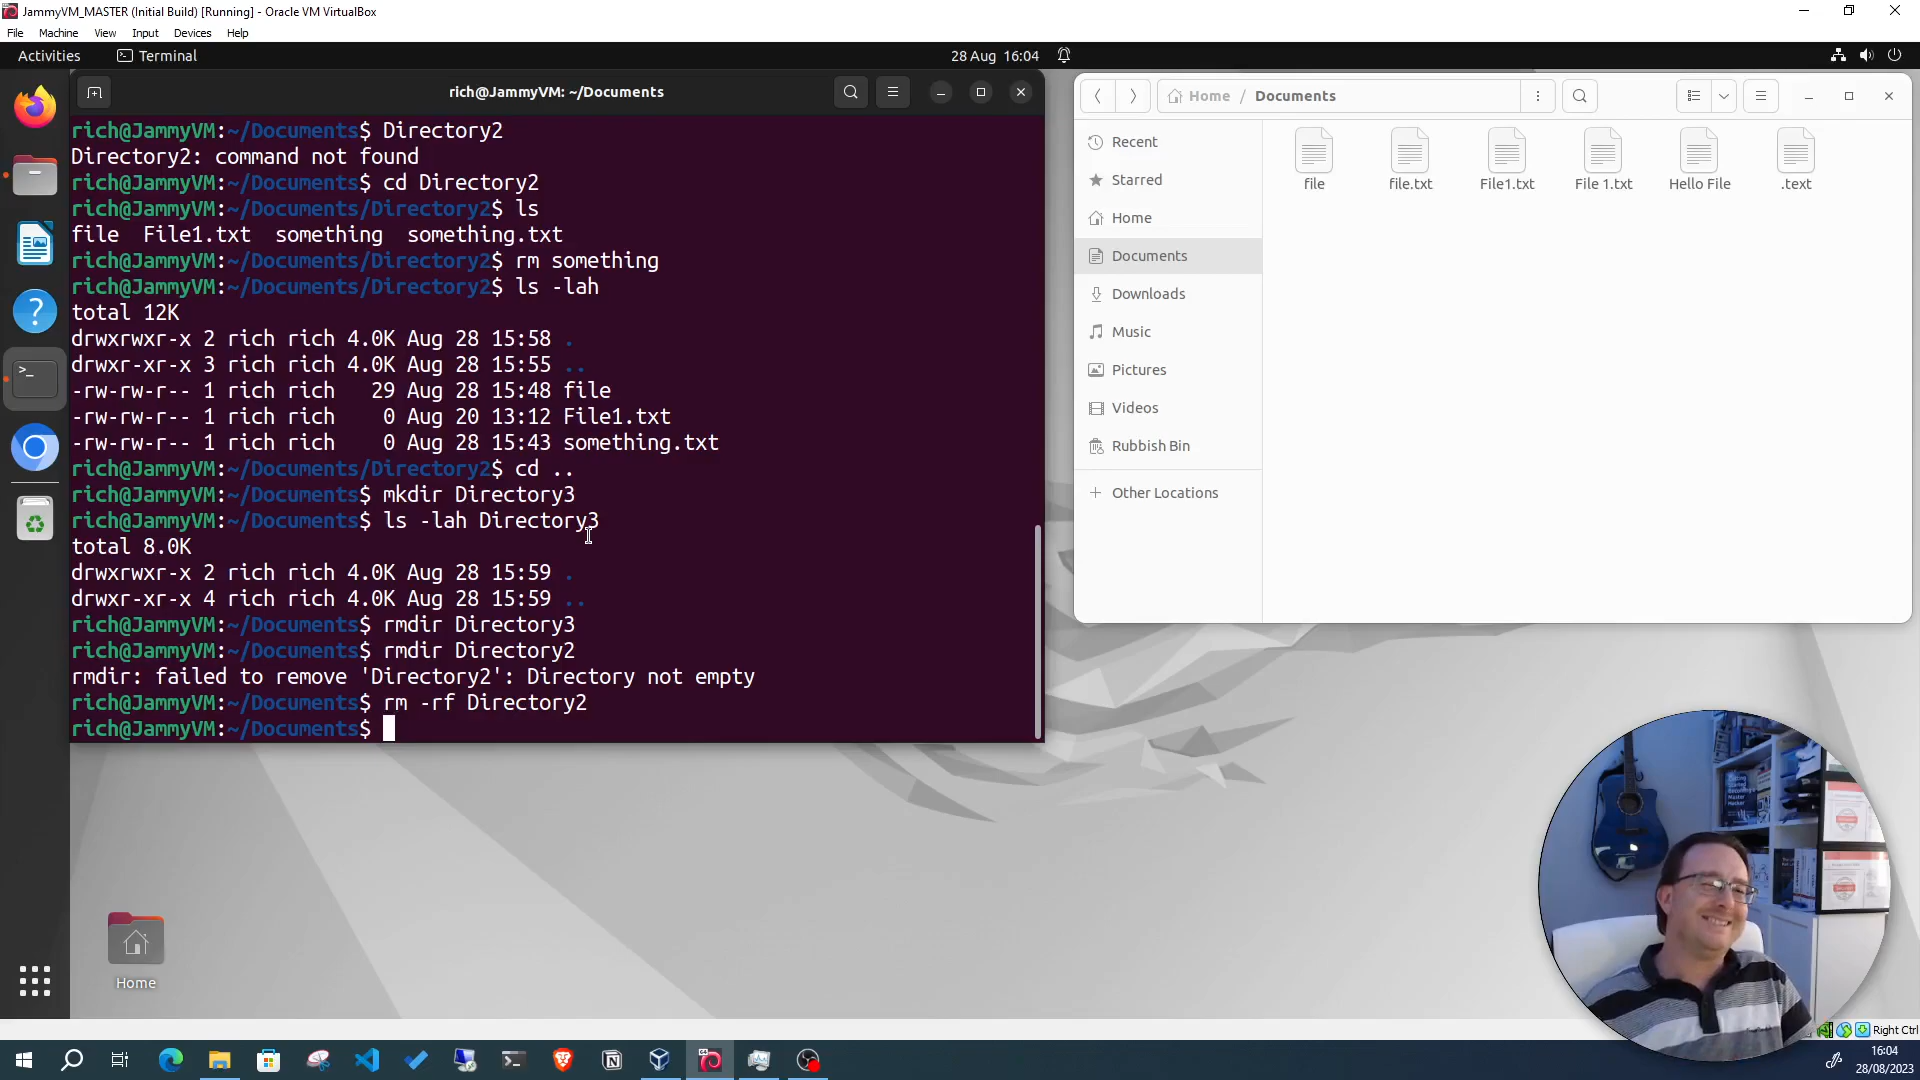 JammyVM_MASTER (Initial Build) [Running] - Oracle VM VirtualBox
File Machine View Input Devices Help
Activities Terminal 28 Aug 16:04
rich@JammyVM: ~/Documents
rich@JammyVM:~/Documents$ Directory2
Directory2: command not found
rich@JammyVM:~/Documents$ cd Directory2
rich@JammyVM:~/Documents/Directory2$ ls
file File1.txt something something.txt
rich@JammyVM:~/Documents/Directory2$ rm something
rich@JammyVM:~/Documents/Directory2$ ls -lah
total 12K
drwxrwxr-x 2 rich rich 4.0K Aug 28 15:58 .
drwxr-xr-x 3 rich rich 4.0K Aug 28 15:55 ..
-rw-rw-r-- 1 rich rich 29 Aug 28 15:48 file
-rw-rw-r-- 1 rich rich 0 Aug 20 13:12 File1.txt
-rw-rw-r-- 1 rich rich 0 Aug 28 15:43 something.txt
rich@JammyVM:~/Documents/Directory2$ cd ..
rich@JammyVM:~/Documents$ mkdir Directory3
rich@JammyVM:~/Documents$ ls -lah Directory3
total 8.0K
drwxrwxr-x 2 rich rich 4.0K Aug 28 15:59 .
drwxr-xr-x 4 rich rich 4.0K Aug 28 15:59 ..
rich@JammyVM:~/Documents$ rmdir Directory3
rich@JammyVM:~/Documents$ rmdir Directory2
rmdir: failed to remove 'Directory2': Directory not empty
rich@JammyVM:~/Documents$ rm -rf Directory2
rich@JammyVM:~/Documents$
Home / Documents
Recent
Starred
Home
Documents
Downloads
Music
Pictures
Videos
Rubbish Bin
+ Other Locations
file file.txt File1.txt File 1.txt Hello File .text
Home
Right Ctrl
16:04
28/08/2023